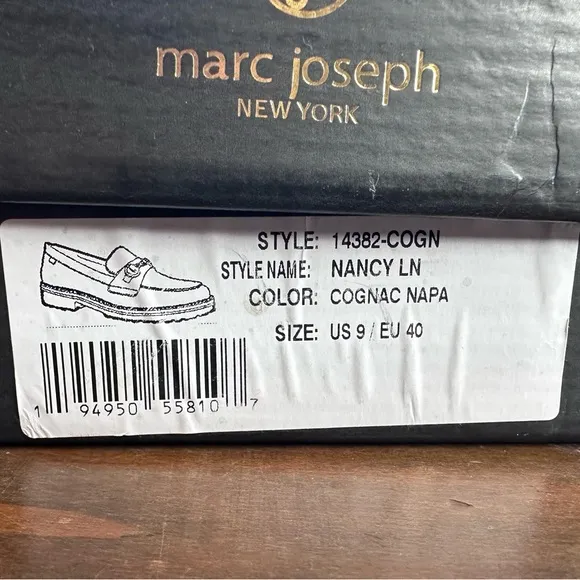 marc joseph
NEW YORK
STYLE: 14382-COGN
STYLE NAME: NANCY LN
COLOR: COGNAC NAPA
SIZE: US 9 / EU 40
1 94950 55810 7